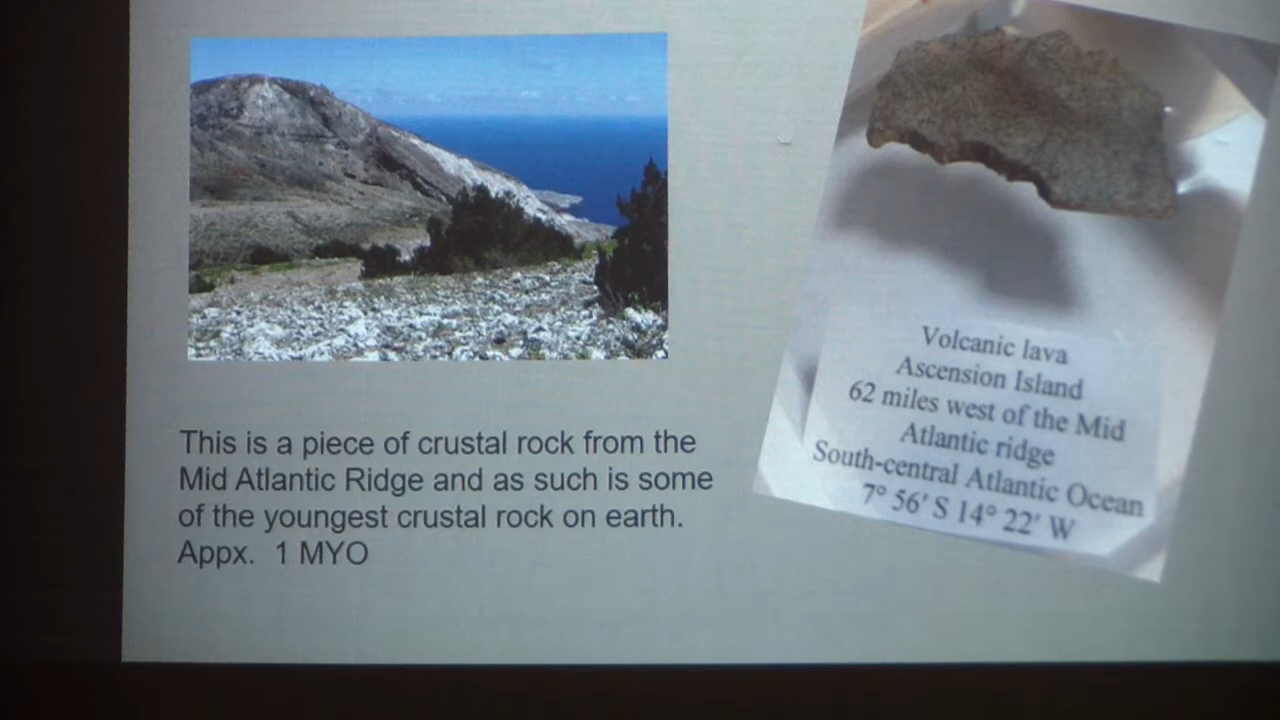 This is a piece of crustal rock from the
Mid Atlantic Ridge and as such is some
of the youngest crustal rock on earth.
Appx. 1 MYO
Volcanic lava
Ascension Island
62 miles west of the Mid
Atlantic ridge
South-central Atlantic Ocean
7° 56′ S 14° 22′ W